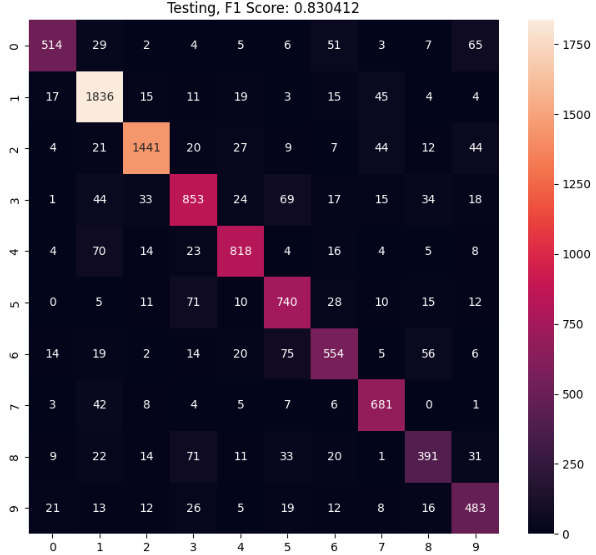 Testing, F1 Score: 0.830412
0 514 29 2 4 5 6 51 3 7 65
1 17 1836 15 11 19 3 15 45 4 4
2 4 21 1441 20 27 9 7 44 12 44
3 1 44 33 853 24 69 17 15 34 18
4 4 70 14 23 818 4 16 4 5 8
5 0 5 11 71 10 740 28 10 15 12
6 14 19 2 14 20 75 554 5 56 6
7 3 42 8 4 5 7 6 681 0 1
8 9 22 14 71 11 33 20 1 391 31
9 21 13 12 26 5 19 12 8 16 483
0 1 2 3 4 5 6 7 8 9
1750
1500
1250
1000
750
500
250
0